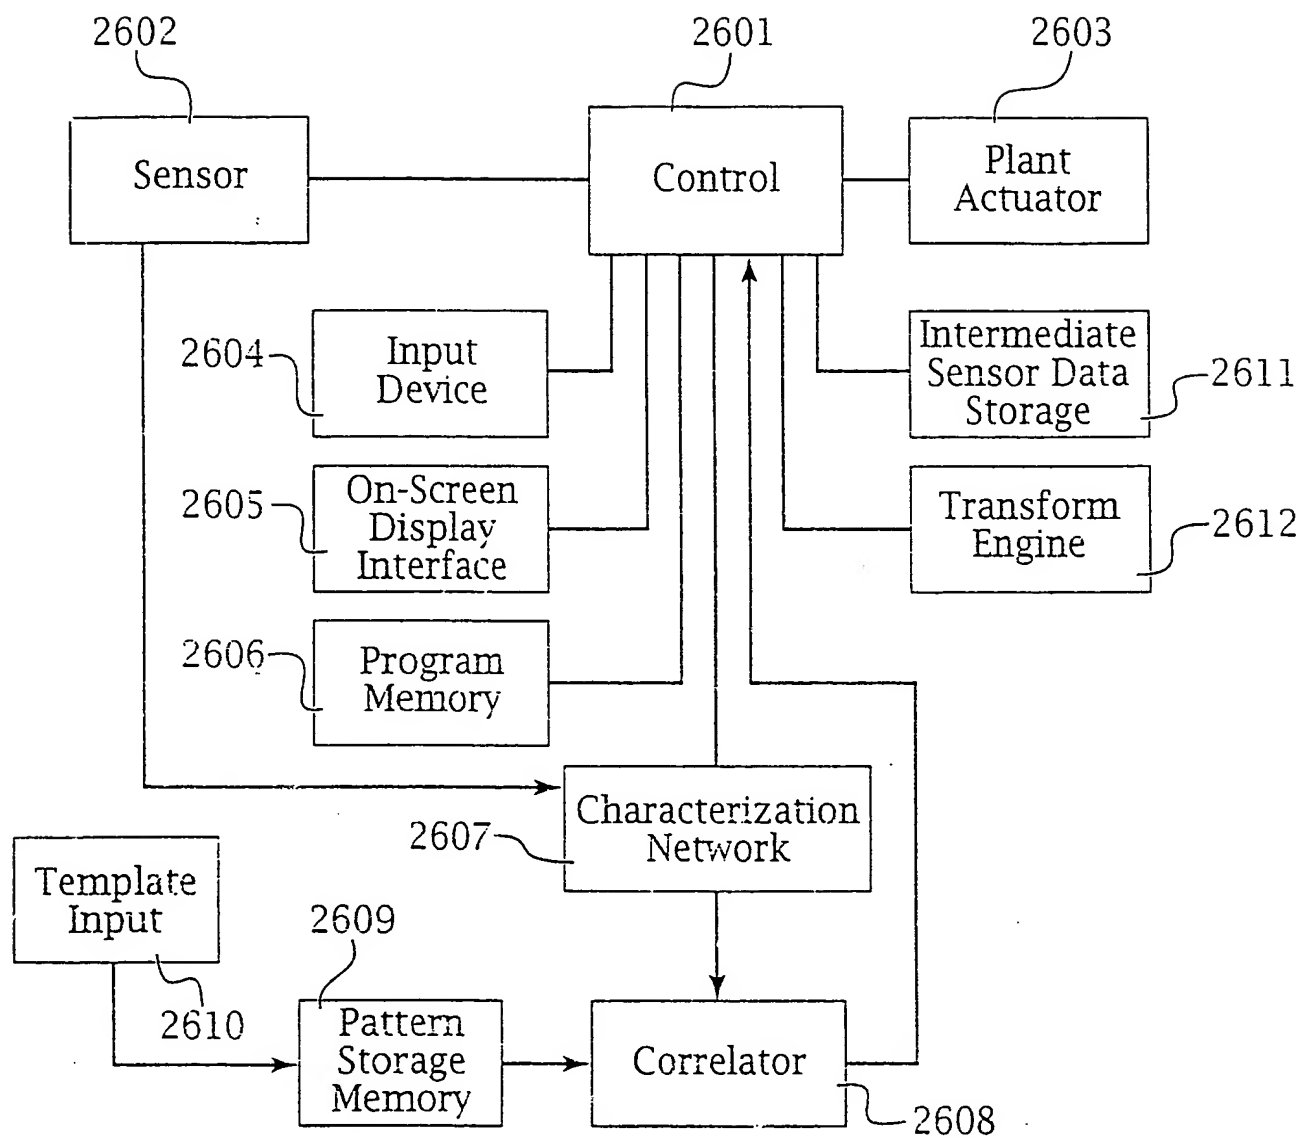 2602
2601
2603
Sensor
Control
Plant
Actuator
2604
Input
Device
Intermediate
Sensor Data
Storage
2611
2605
On-Screen
Display
Interface
Transform
Engine
2612
2606
Program
Memory
Characterization
Network
2607
Template
Input
2609
2610
Pattern
Storage
Memory
Correlator
2608